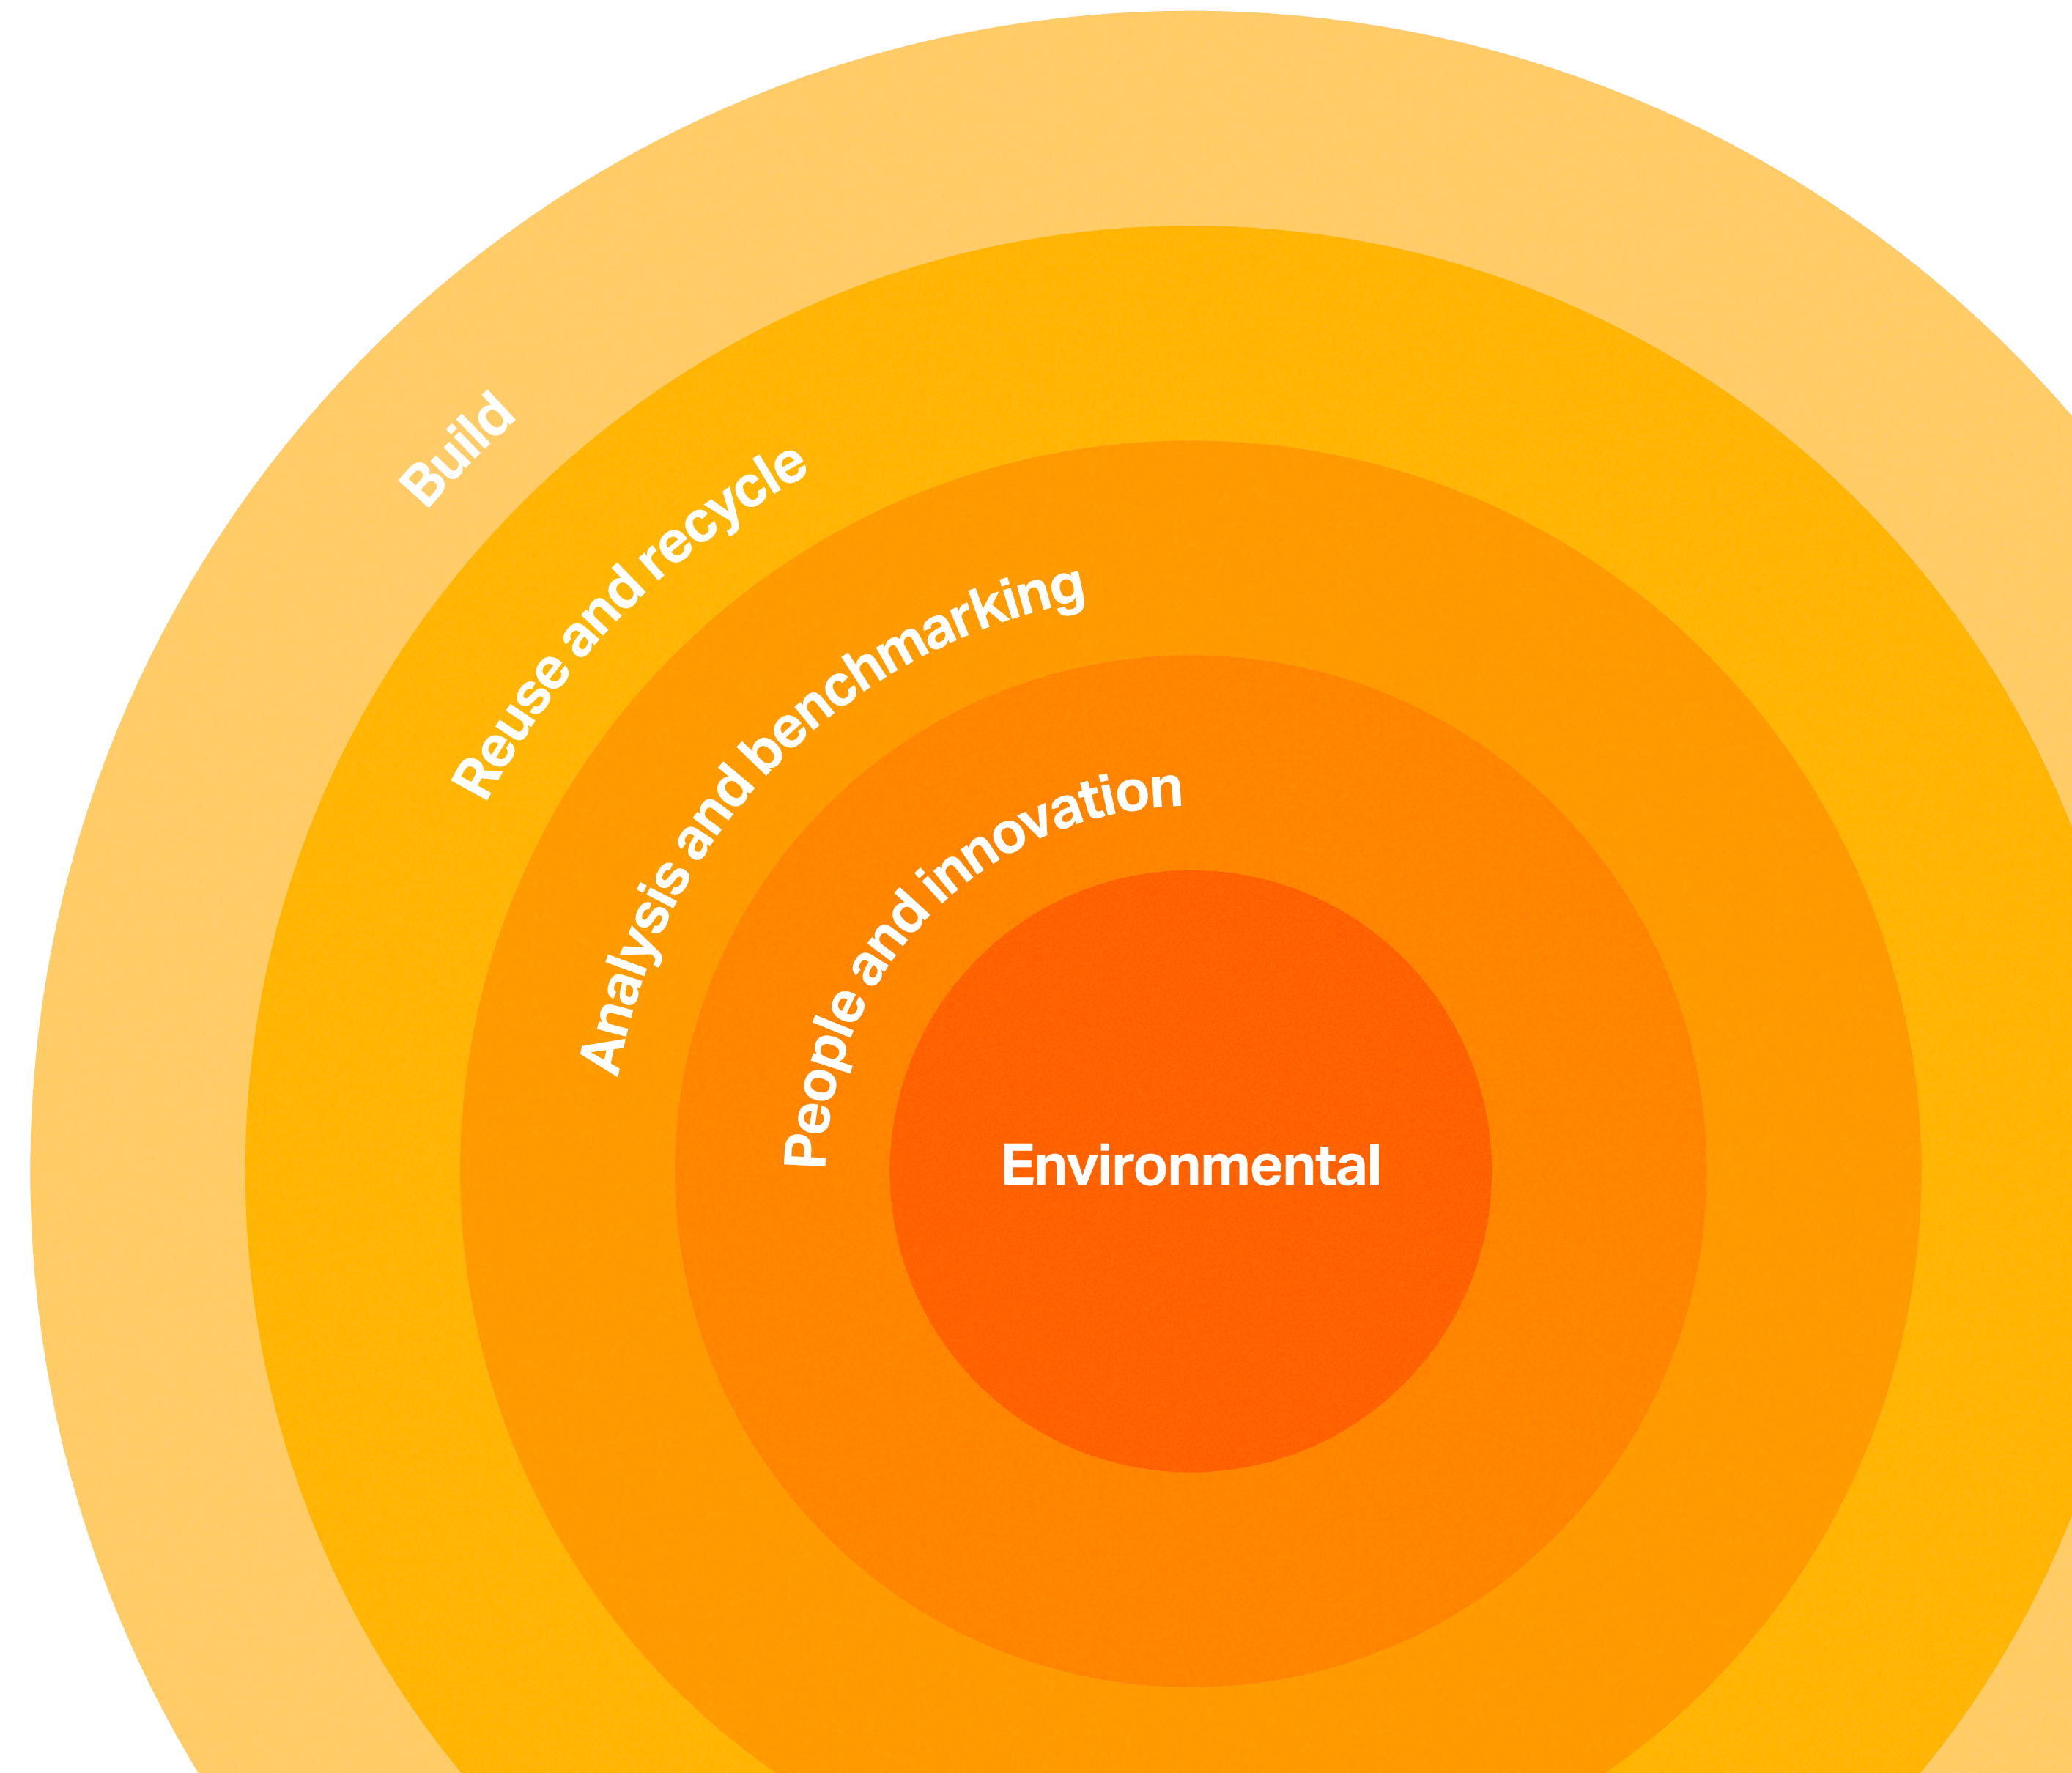 Build
Reuse and recycle
Analysis and benchmarking
People and innovation
Environmental